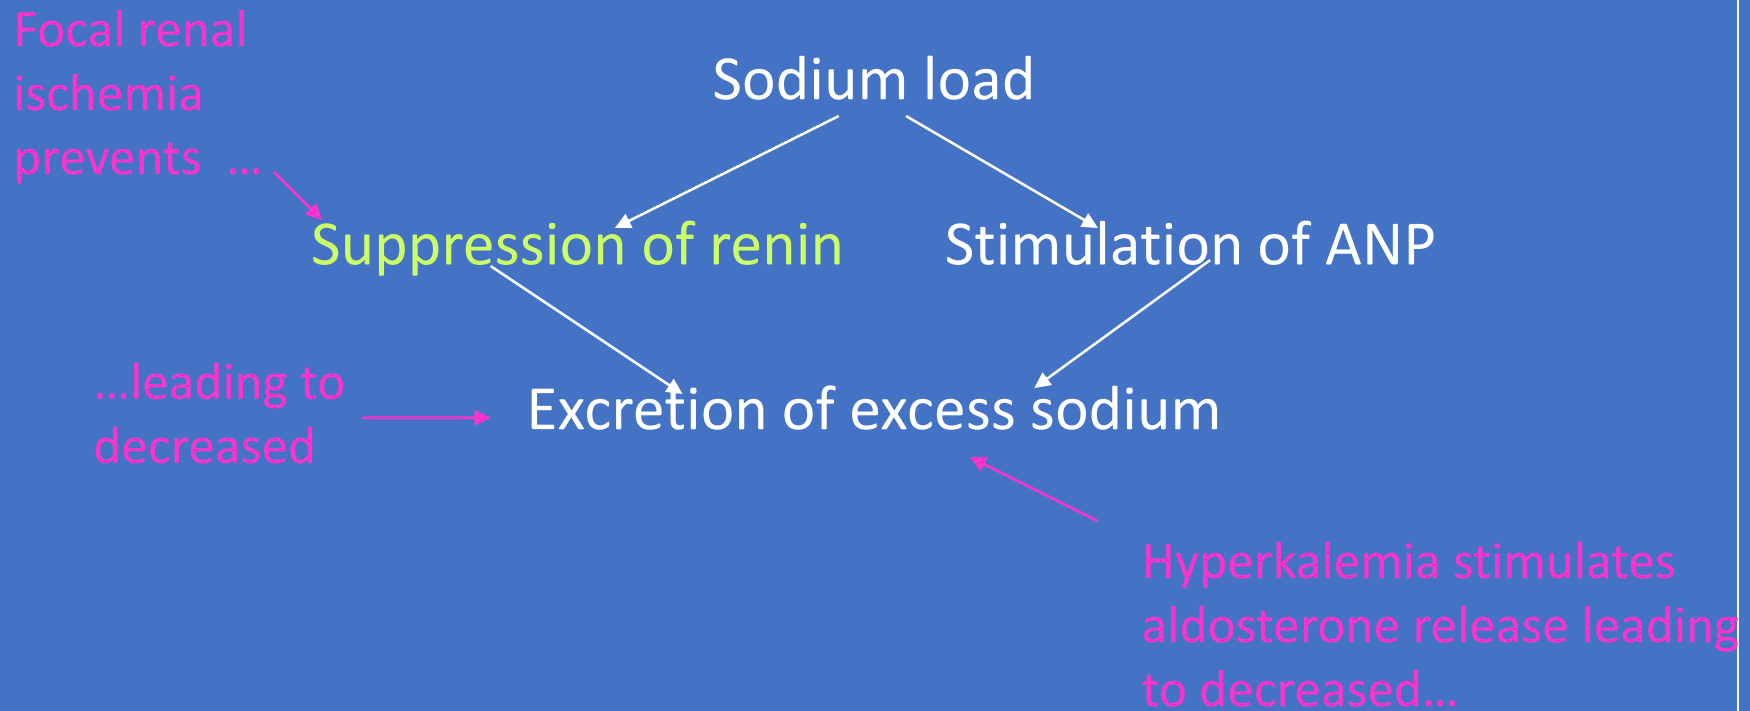 Focal renal
ischemia
prevents  ...
Sodium load
Suppression of renin
Stimulation of ANP
...leading to
decreased
Excretion of excess sodium
Hyperkalemia stimulates
aldosterone release leading
to decreased...